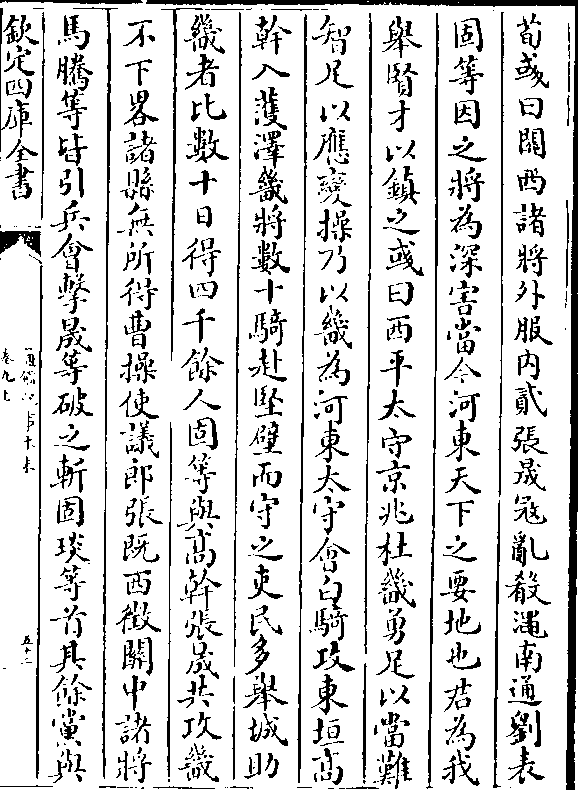 荀彧曰關西諸將外服內貳張晟寇亂殽澠南通劉表
固等因之將為深害當今河東天下之要地也君為我
舉賢才以鎮之彧曰西平太守京兆杜畿勇足以當難
智足以應變操乃以畿為河東太守會白騎攻東垣高
幹入濩澤畿將數十騎赴堅壁而守之吏民多舉城助
畿者比數十日得四千餘人固等與高幹張晟共攻畿
不下畧諸縣無所得曹操使議郎張既西徵關中諸將
馬騰等皆引兵會擊晟等破之斬固琰等首其餘黨與
欽定四庫全書
卷九上
五十二